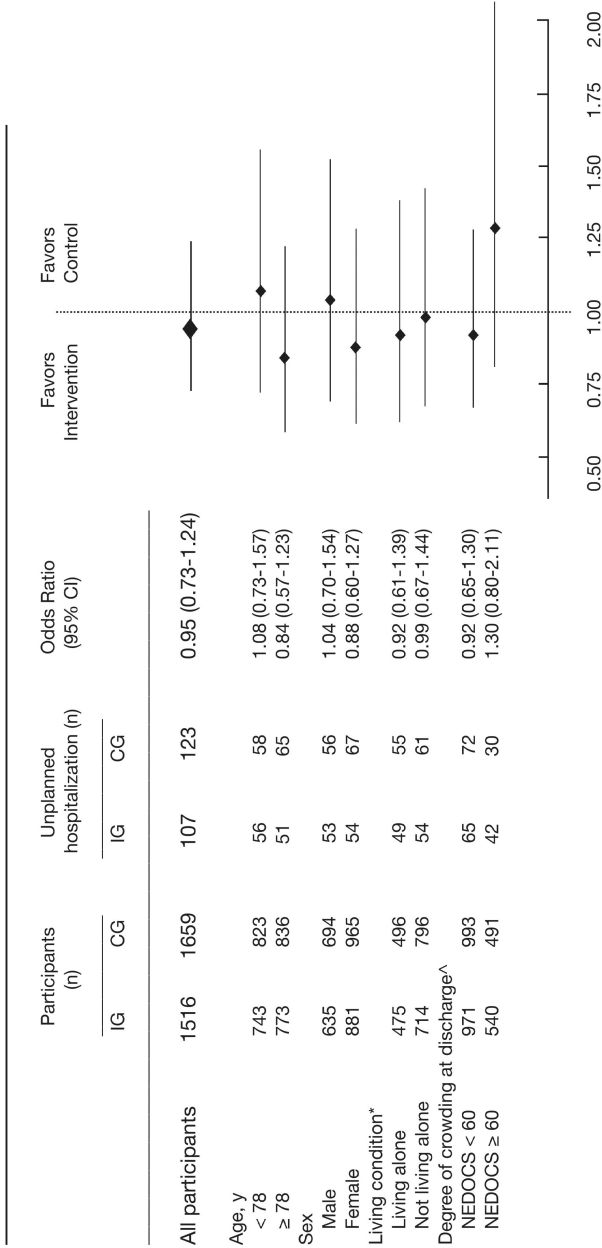 Participants (n) Unplanned hospitalization (n) Odds Ratio (95% CI) Favors Intervention Favors Control
IG CG IG CG
All participants 1516 1659 107 123 0.95 (0.73-1.24)
Age, y
< 78 743 823 56 58 1.08 (0.73-1.57)
≥ 78 773 836 51 65 0.84 (0.57-1.23)
Sex
Male 635 694 53 56 1.04 (0.70-1.54)
Female 881 965 54 67 0.88 (0.60-1.27)
Living condition*
Living alone 475 496 49 55 0.92 (0.61-1.39)
Not living alone 714 796 54 61 0.99 (0.67-1.44)
Degree of crowding at discharge^
NEDOCS < 60 971 993 65 72 0.92 (0.65-1.30)
NEDOCS ≥ 60 540 491 42 30 1.30 (0.80-2.11)
0.50 0.75 1.00 1.25 1.50 1.75 2.00